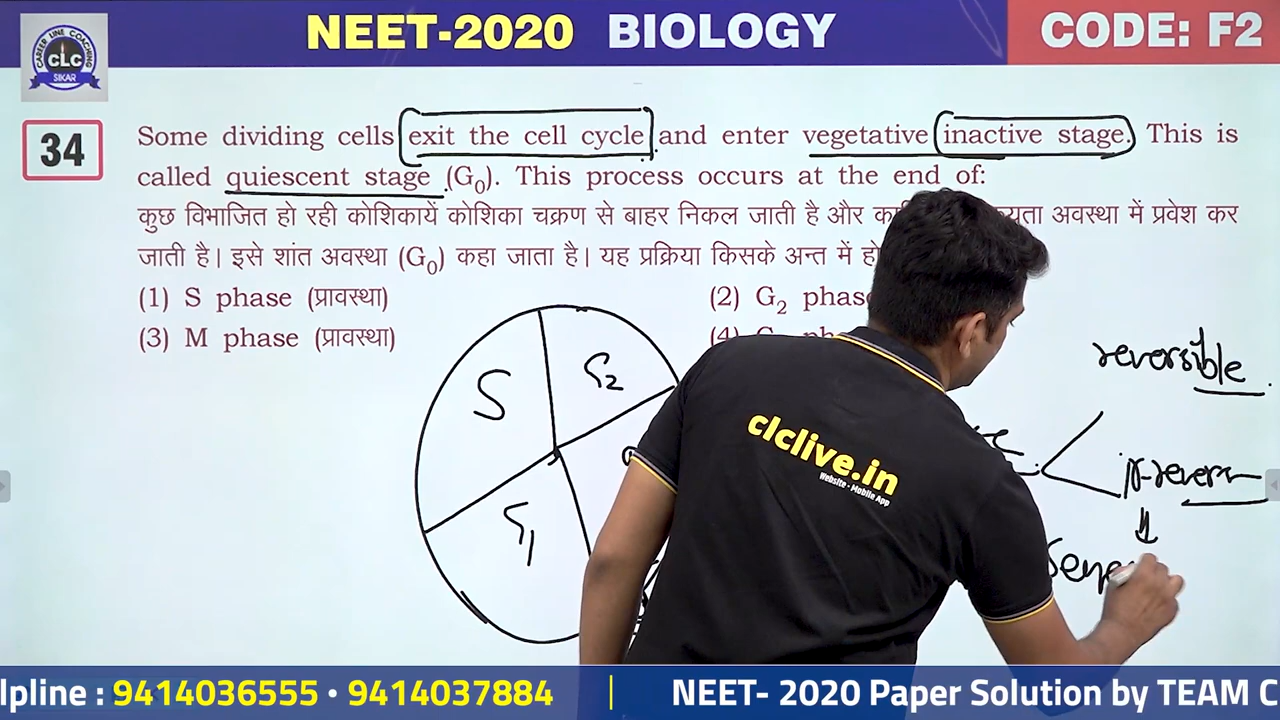 NEET-2020 BIOLOGY
CODE: F2
CAREER LINE COACHING
CLC
SIKAR
34
Some dividing cells exit the cell cycle and enter vegetative inactive stage. This is
called quiescent stage (G₀). This process occurs at the end of:
कुछ विभाजित हो रही कोशिकायें कोशिका चक्रण से बाहर निकल जाती है और अवस्था में प्रवेश कर
जाती है। इसे शांत अवस्था (G₀) कहा जाता है। यह प्रक्रिया किसके अन्त में
(1) S phase (प्रावस्था)
(2) G₂ phase
(3) M phase (प्रावस्था)
(4)
S
G₂
G₁
reversible
clclive.in
Website - Mobile App
lpline : 9414036555 • 9414037884 | NEET- 2020 Paper Solution by TEAM C